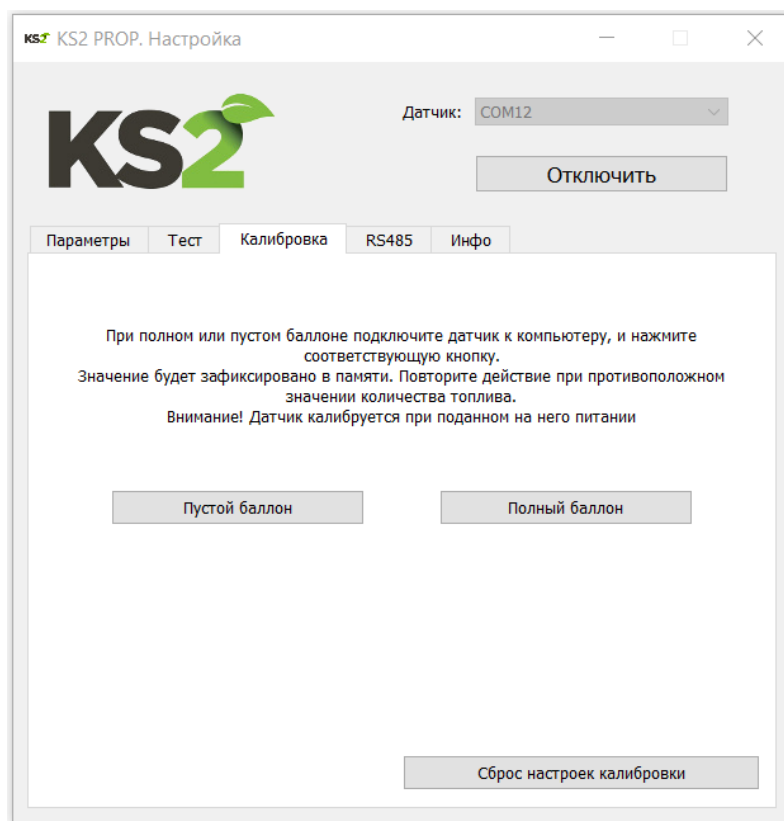 KS2 KS2 PROP. Настройка
KS2
Датчик: COM12
Отключить
Параметры Тест Калибровка RS485 Инфо
При полном или пустом баллоне подключите датчик к компьютеру, и нажмите
соответствующую кнопку.
Значение будет зафиксировано в памяти. Повторите действие при противоположном
значении количества топлива.
Внимание! Датчик калибруется при поданном на него питании
Пустой баллон Полный баллон
Сброс настроек калибровки